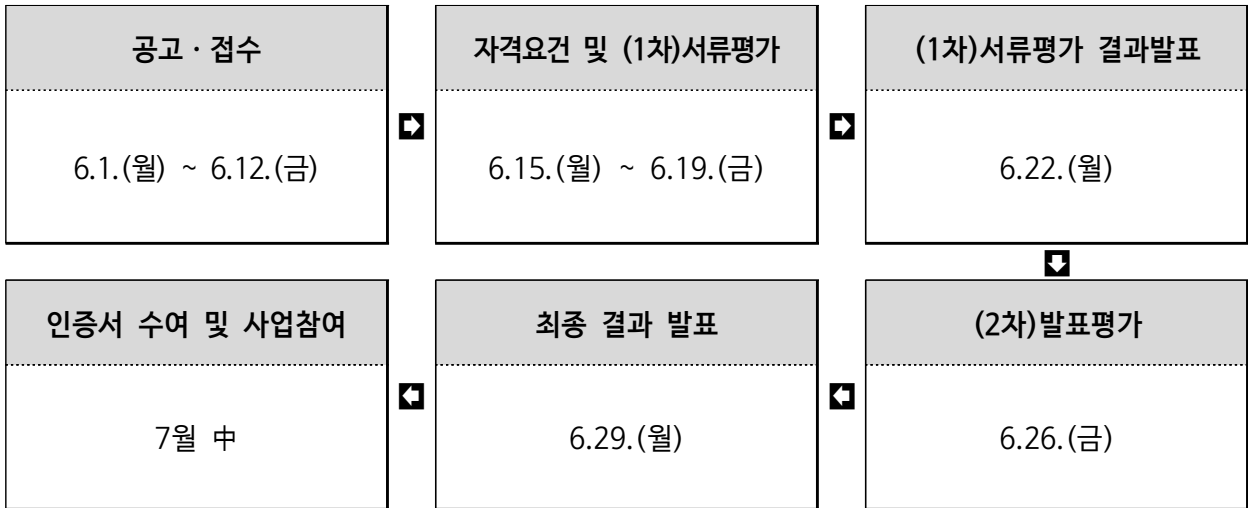 공고 · 접수
6.1.(월) ~ 6.12.(금)
자격요건 및 (1차)서류평가
6.15.(월) ~ 6.19.(금)
(1차)서류평가 결과발표
6.22.(월)
(2차)발표평가
6.26.(금)
최종 결과 발표
6.29.(월)
인증서 수여 및 사업참여
7월 中